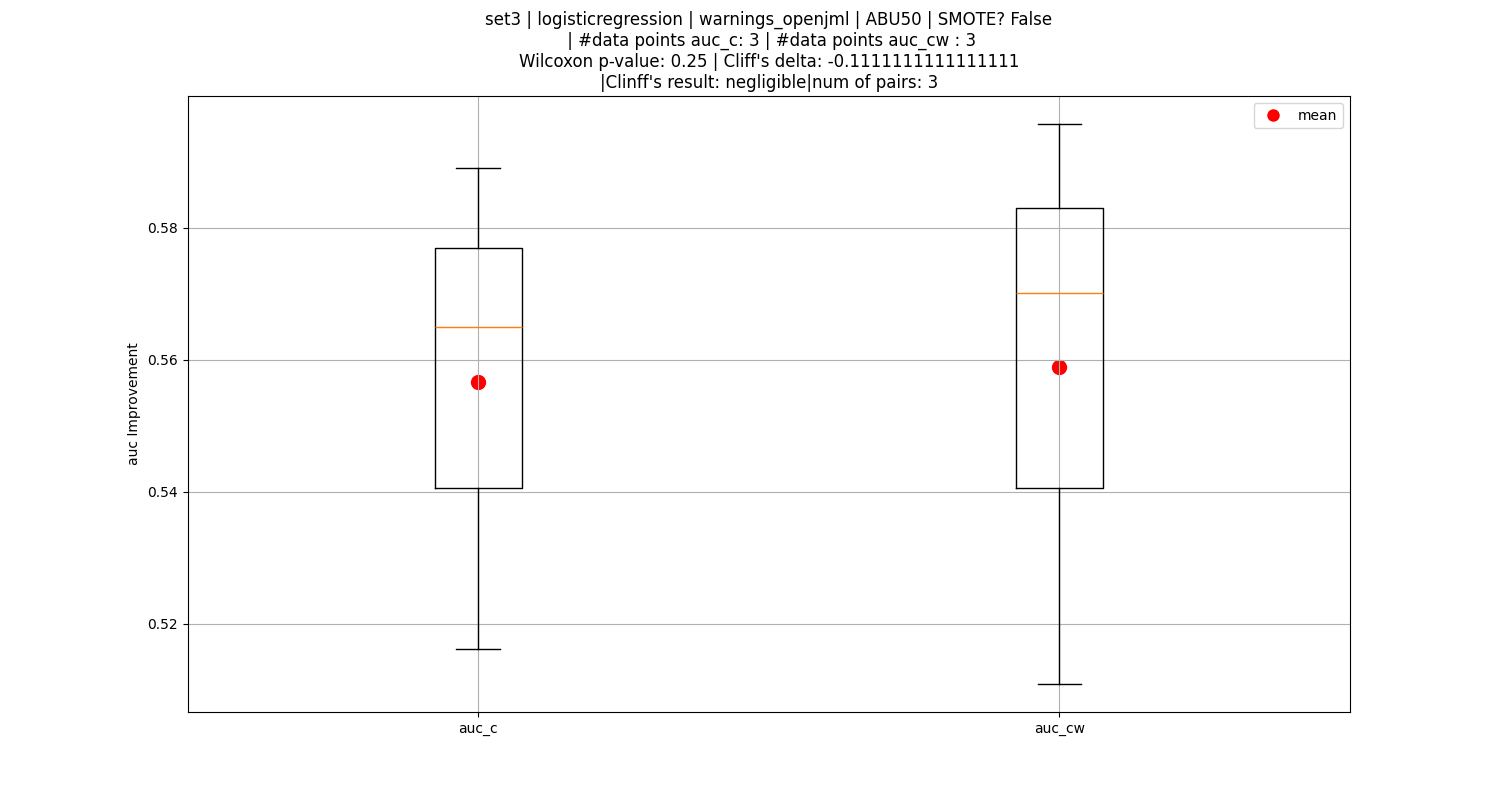 set3 | logisticregression | warnings_openjml | ABU50 | SMOTE? False
| #data points auc_c: 3 | #data points auc_cw : 3
Wilcoxon p-value: 0.25 | Cliff's delta: -0.1111111111111111
|Clinff's result: negligible|num of pairs: 3
mean
0.58
0.56
0.54
0.52
auc Improvement
auc_c
auc_cw